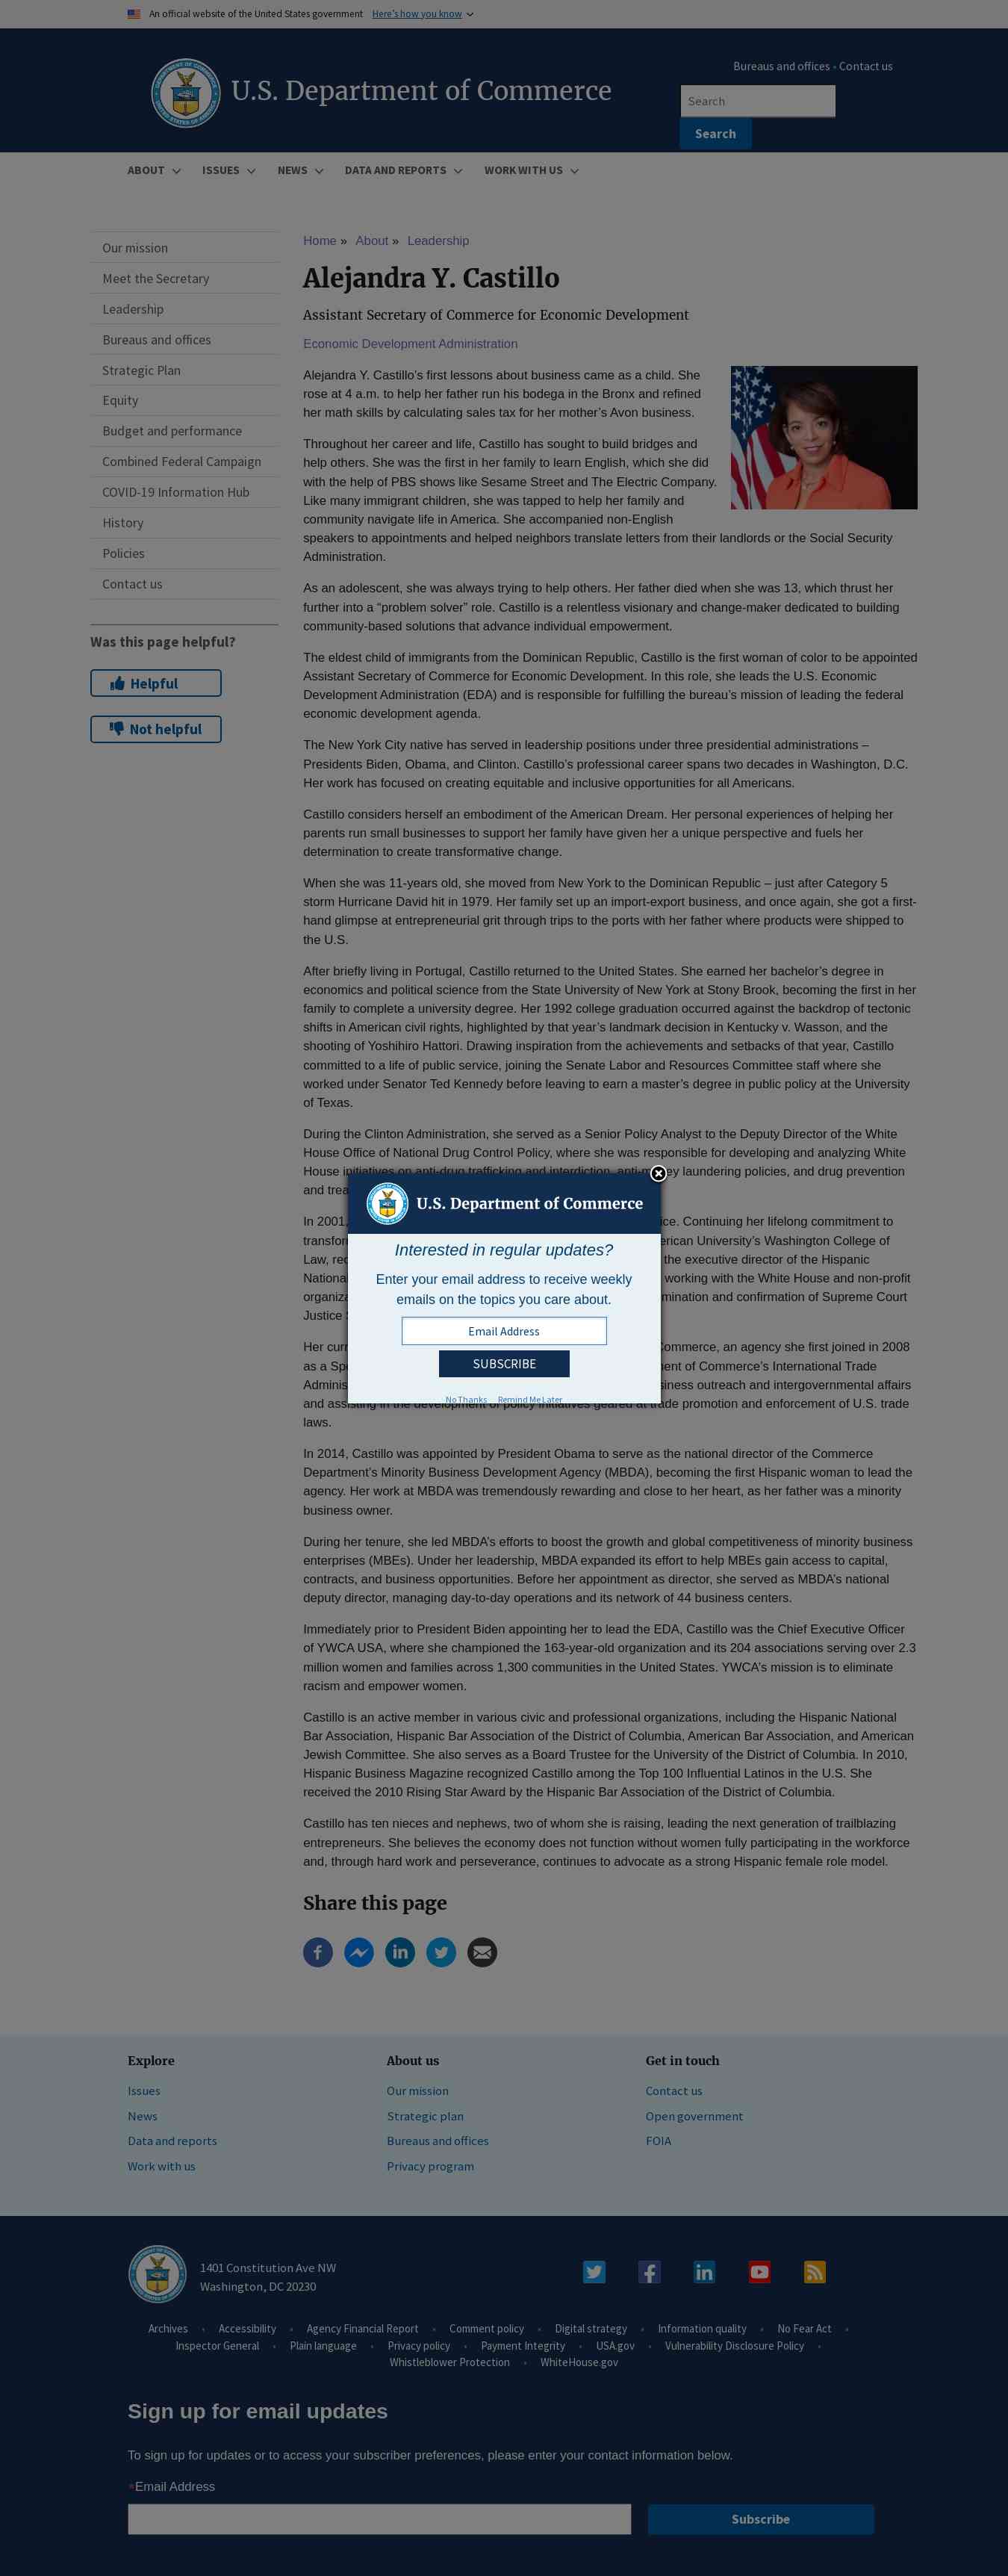 An official website of the United States government Here's how you know
Bureaus and offices • Contact us
U.S. Department of Commerce
Search
Search
ABOUT ISSUES NEWS DATA AND REPORTS WORK WITH US
Our mission
Meet the Secretary
Leadership
Bureaus and offices
Strategic Plan
Equity
Budget and performance
Combined Federal Campaign
COVID-19 Information Hub
History
Policies
Contact us
Was this page helpful?
Helpful
Not helpful
Home » About » Leadership
Alejandra Y. Castillo
Assistant Secretary of Commerce for Economic Development
Economic Development Administration
Alejandra Y. Castillo's first lessons about business came as a child. She
rose at 4 a.m. to help her father run his bodega in the Bronx and refined
her math skills by calculating sales tax for her mother's Avon business.
Throughout her career and life, Castillo has sought to build bridges and
help others. She was the first in her family to learn English, which she did
with the help of PBS shows like Sesame Street and The Electric Company.
Like many immigrant children, she was tapped to help her family and
community navigate life in America. She accompanied non-English
speakers to appointments and helped neighbors translate letters from their landlords or the Social Security
Administration.
As an adolescent, she was always trying to help others. Her father died when she was 13, which thrust her
further into a “problem solver” role. Castillo is a relentless visionary and change-maker dedicated to building
community-based solutions that advance individual empowerment.
The eldest child of immigrants from the Dominican Republic, Castillo is the first woman of color to be appointed
Assistant Secretary of Commerce for Economic Development. In this role, she leads the U.S. Economic
Development Administration (EDA) and is responsible for fulfilling the bureau's mission of leading the federal
economic development agenda.
The New York City native has served in leadership positions under three presidential administrations –
Presidents Biden, Obama, and Clinton. Castillo's professional career spans two decades in Washington, D.C.
Her work has focused on creating equitable and inclusive opportunities for all Americans.
Castillo considers herself an embodiment of the American Dream. Her personal experiences of helping her
parents run small businesses to support her family have given her a unique perspective and fuels her
determination to create transformative change.
When she was 11-years old, she moved from New York to the Dominican Republic – just after Category 5
storm Hurricane David hit in 1979. Her family set up an import-export business, and once again, she got a first-
hand glimpse at entrepreneurial grit through trips to the ports with her father where products were shipped to
the U.S.
After briefly living in Portugal, Castillo returned to the United States. She earned her bachelor's degree in
economics and political science from the State University of New York at Stony Brook, becoming the first in her
family to complete a university degree. Her 1992 college graduation occurred against the backdrop of tectonic
shifts in American civil rights, highlighted by that year's landmark decision in Kentucky v. Wasson, and the
shooting of Yoshihiro Hattori. Drawing inspiration from the achievements and setbacks of that year, Castillo
committed to a life of public service, joining the Senate Labor and Resources Committee staff where she
worked under Senator Ted Kennedy before leaving to earn a master's degree in public policy at the University
of Texas.
During the Clinton Administration, she served as a Senior Policy Analyst to the Deputy Director of the White
House Office of National Drug Control Policy, where she was responsible for developing and analyzing White
House initiatives on anti-drug trafficking and interdiction, anti-money laundering policies, and drug prevention
and
In 2001, Continuing her lifelong commitment to
transform University's Washington College of
Law, the executive director of the Hispanic
National working with the White House and non-profit
and confirmation of Supreme Court
Justice
Her Commerce, an agency she first joined in 2008
as a of Commerce's International Trade
outreach and intergovernmental affairs
and assisting in the development of policy initiatives geared at trade promotion and enforcement of U.S. trade
laws.
In 2014, Castillo was appointed by President Obama to serve as the national director of the Commerce
Department's Minority Business Development Agency (MBDA), becoming the first Hispanic woman to lead the
agency. Her work at MBDA was tremendously rewarding and close to her heart, as her father was a minority
business owner.
During her tenure, she led MBDA's efforts to boost the growth and global competitiveness of minority business
enterprises (MBEs). Under her leadership, MBDA expanded its effort to help MBEs gain access to capital,
contracts, and business opportunities. Before her appointment as director, she served as MBDA's national
deputy director, managing day-to-day operations and its network of 44 business centers.
Immediately prior to President Biden appointing her to lead the EDA, Castillo was the Chief Executive Officer
of YWCA USA, where she championed the 163-year-old organization and its 204 associations serving over 2.3
million women and families across 1,300 communities in the United States. YWCA's mission is to eliminate
racism and empower women.
Castillo is an active member in various civic and professional organizations, including the Hispanic National
Bar Association, Hispanic Bar Association of the District of Columbia, American Bar Association, and American
Jewish Committee. She also serves as a Board Trustee for the University of the District of Columbia. In 2010,
Hispanic Business Magazine recognized Castillo among the Top 100 Influential Latinos in the U.S. She
received the 2010 Rising Star Award by the Hispanic Bar Association of the District of Columbia.
Castillo has ten nieces and nephews, two of whom she is raising, leading the next generation of trailblazing
entrepreneurs. She believes the economy does not function without women fully participating in the workforce
and, through hard work and perseverance, continues to advocate as a strong Hispanic female role model.
U.S. Department of Commerce
Interested in regular updates?
Enter your email address to receive weekly
emails on the topics you care about.
Email Address
SUBSCRIBE
No Thanks Remind Me Later
Share this page
Explore
Issues
News
Data and reports
Work with us
About us
Our mission
Strategic plan
Bureaus and offices
Privacy program
Get in touch
Contact us
Open government
FOIA
1401 Constitution Ave NW
Washington, DC 20230
Archives • Accessibility • Agency Financial Report • Comment policy • Digital strategy • Information quality • No Fear Act •
Inspector General • Plain language • Privacy policy • Payment Integrity • USA.gov • Vulnerability Disclosure Policy •
Whistleblower Protection • WhiteHouse.gov
Sign up for email updates
To sign up for updates or to access your subscriber preferences, please enter your contact information below.
*Email Address
Subscribe